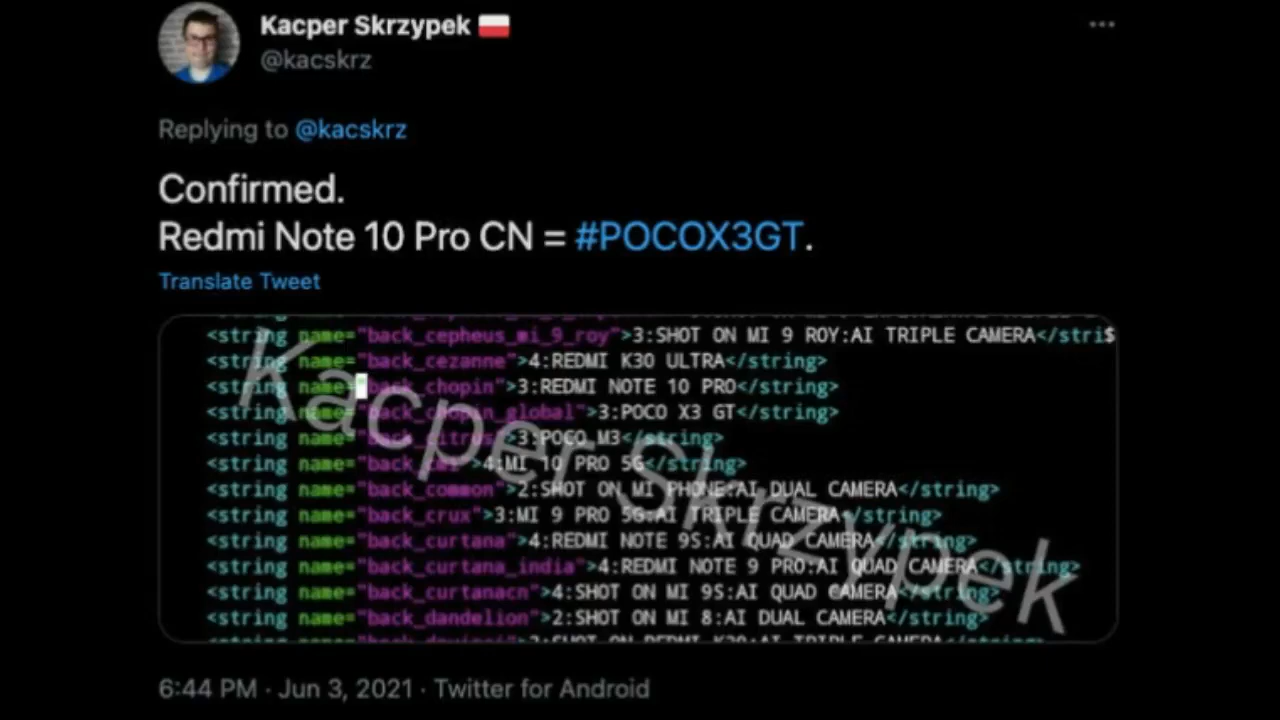 Kacper Skrzypek
@kacskrz
Replying to @kacskrz
Confirmed.
Redmi Note 10 Pro CN = #POCOX3GT.
Translate Tweet
<string name="back_cepheus_mi_9_roy">3:SHOT ON MI 9 ROY:AI TRIPLE CAMERA</stri$
<string name="back_cezanne">4:REDMI K30 ULTRA</string>
<string name="back_chopin">3:REDMI NOTE 10 PRO</string>
<string name="back_chopin_global">3:POCO X3 GT</string>
<string name="back_citrus">3:POCO M3</string>
<string name="back_cmi">4:MI 10 PRO 5G</string>
<string name="back_common">2:SHOT ON MI PHONE:AI DUAL CAMERA</string>
<string name="back_crux">3:MI 9 PRO 5G:AI TRIPLE CAMERA</string>
<string name="back_curtana">4:REDMI NOTE 9S:AI QUAD CAMERA</string>
<string name="back_curtana_india">4:REDMI NOTE 9 PRO:AI QUAD CAMERA</string>
<string name="back_curtanacn">4:SHOT ON MI 9S:AI QUAD CAMERA</string>
<string name="back_dandelion">2:SHOT ON MI 8:AI DUAL CAMERA</string>
Kacper Skrzypek
6:44 PM · Jun 3, 2021 · Twitter for Android